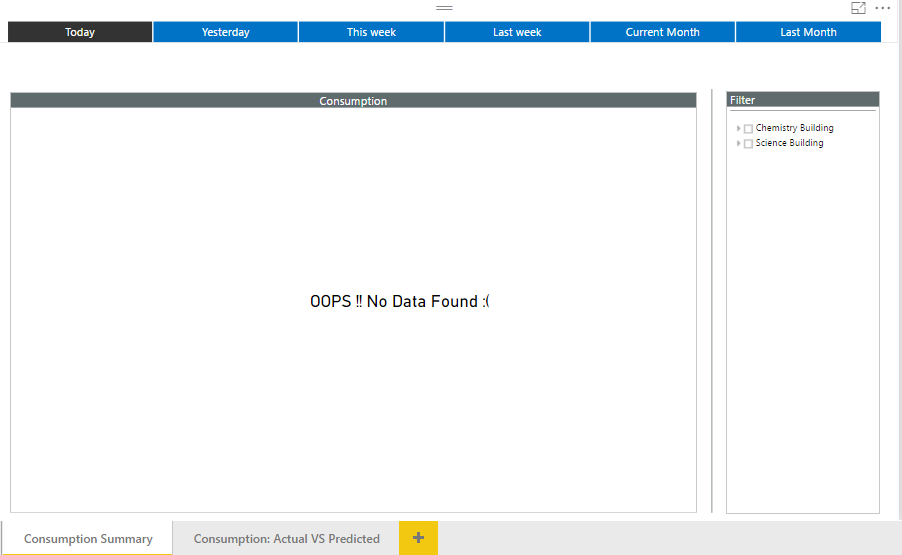 Today Yesterday This week Last week Current Month Last Month
Consumption
Filter
Chemistry Building
Science Building
OOPS !! No Data Found :(
Consumption Summary Consumption: Actual VS Predicted +